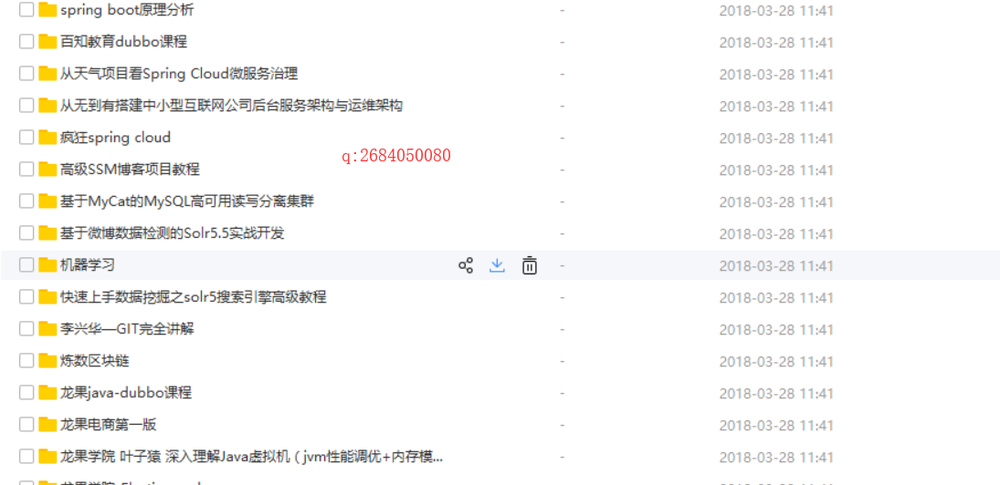 spring boot原理分析 - 2018-03-28 11:41
百知教育dubbo课程 - 2018-03-28 11:41
从天气项目看Spring Cloud微服务治理 - 2018-03-28 11:41
从无到有搭建中小型互联网公司后台服务架构与运维架构 - 2018-03-28 11:41
疯狂spring cloud - 2018-03-28 11:41
q:2684050080
高级SSM博客项目教程 - 2018-03-28 11:41
基于MyCat的MySQL高可用读写分离集群 - 2018-03-28 11:41
基于微博数据检测的Solr5.5实战开发 - 2018-03-28 11:41
机器学习 - 2018-03-28 11:41
快速上手数据挖掘之solr5搜索引擎高级教程 - 2018-03-28 11:41
李兴华—GIT完全讲解 - 2018-03-28 11:41
炼数区块链 - 2018-03-28 11:41
龙果java-dubbo课程 - 2018-03-28 11:41
龙果电商第一版 - 2018-03-28 11:41
龙果学院 叶子猿 深入理解Java虚拟机 ( jvm性能调优+内存模... - 2018-03-28 11:41